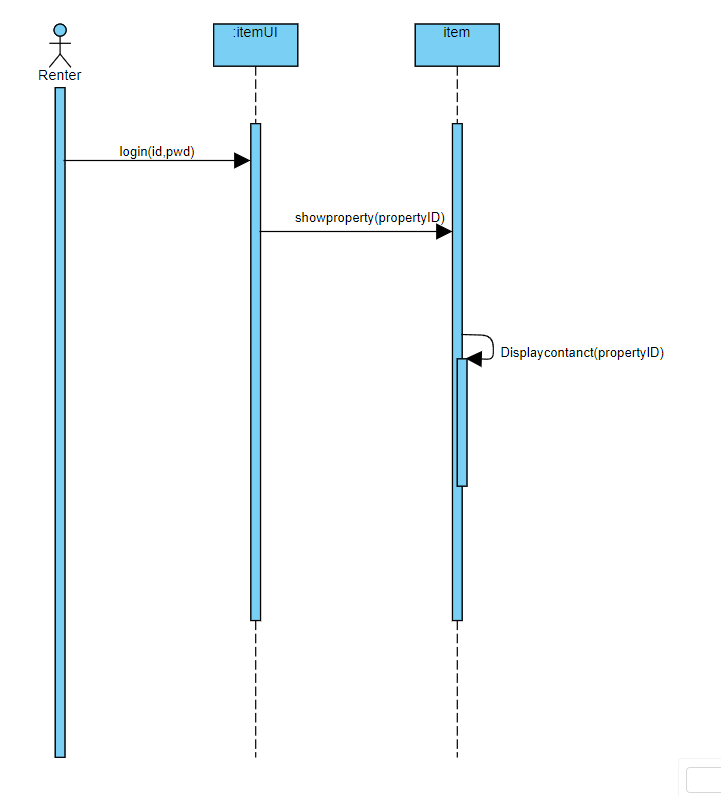 :itemUI
item
Renter
login(id,pwd)
showproperty(propertyID)
Displaycontanct(propertyID)